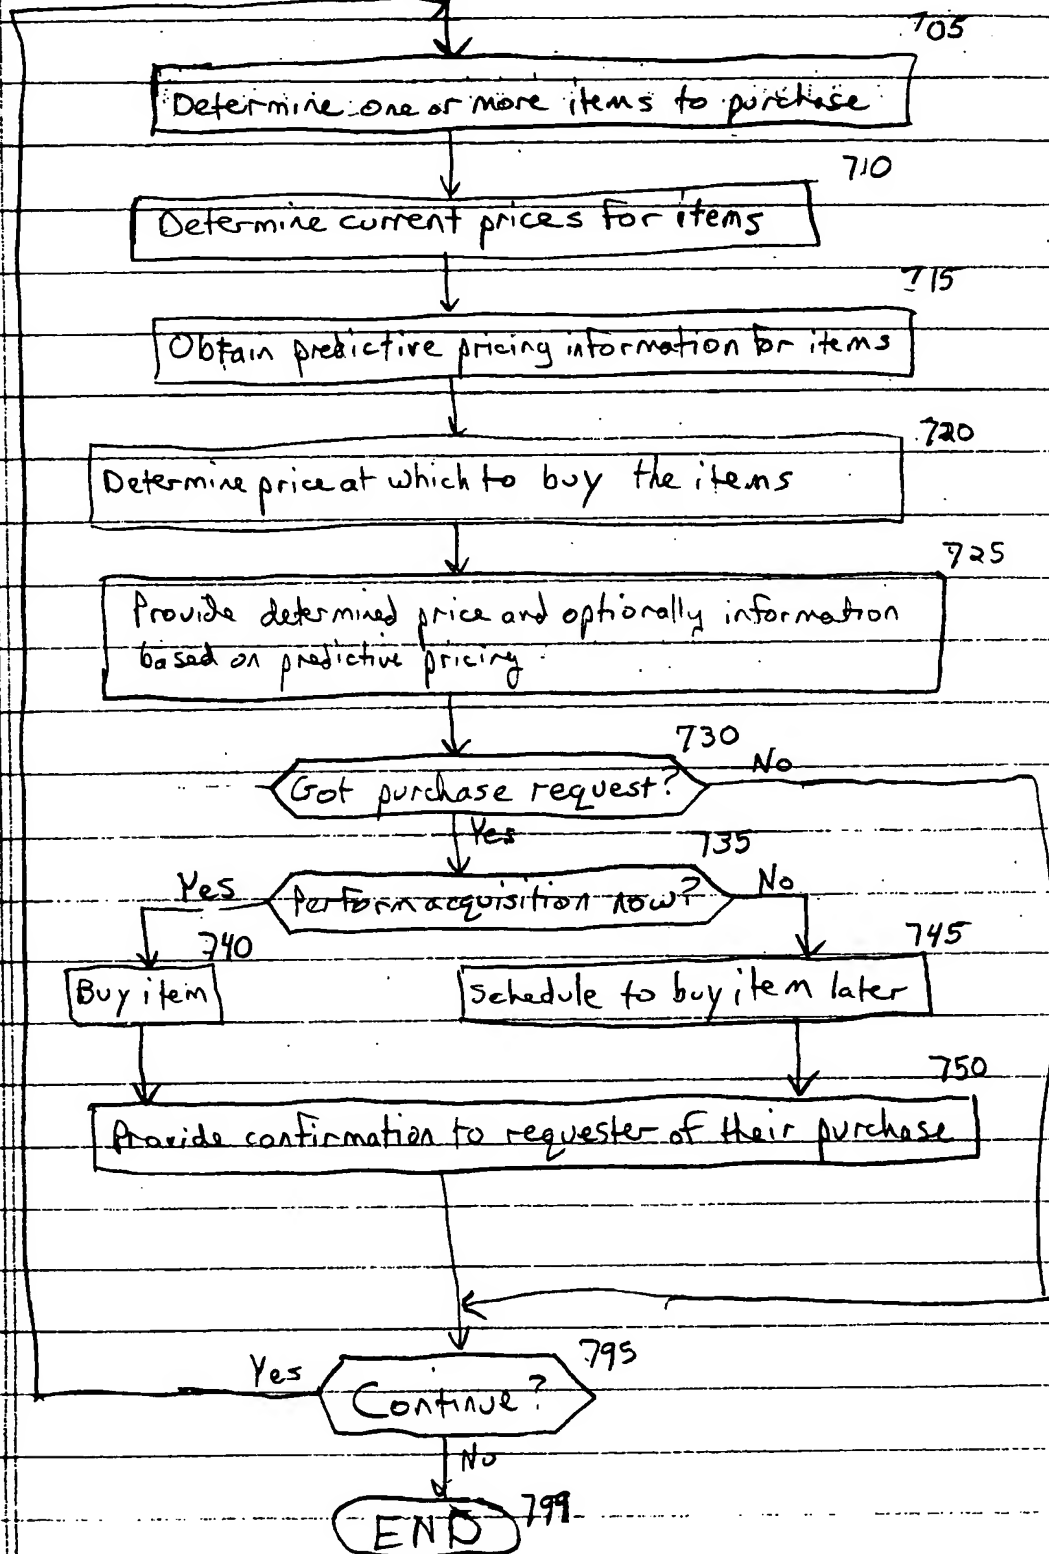 705
Determine one or more items to purchase
710
Determine current prices for items
715
Obtain predictive pricing information for items
720
Determine price at which to buy the items
725
Provide determined price and optionally information
based on predictive pricing
730
No
Got purchase request?
Yes
735
Yes
Perform acquisition now?
No
740
745
Buy item
Schedule to buy item later
750
Provide confirmation to requester of their purchase
795
Yes
Continue?
No
799
END